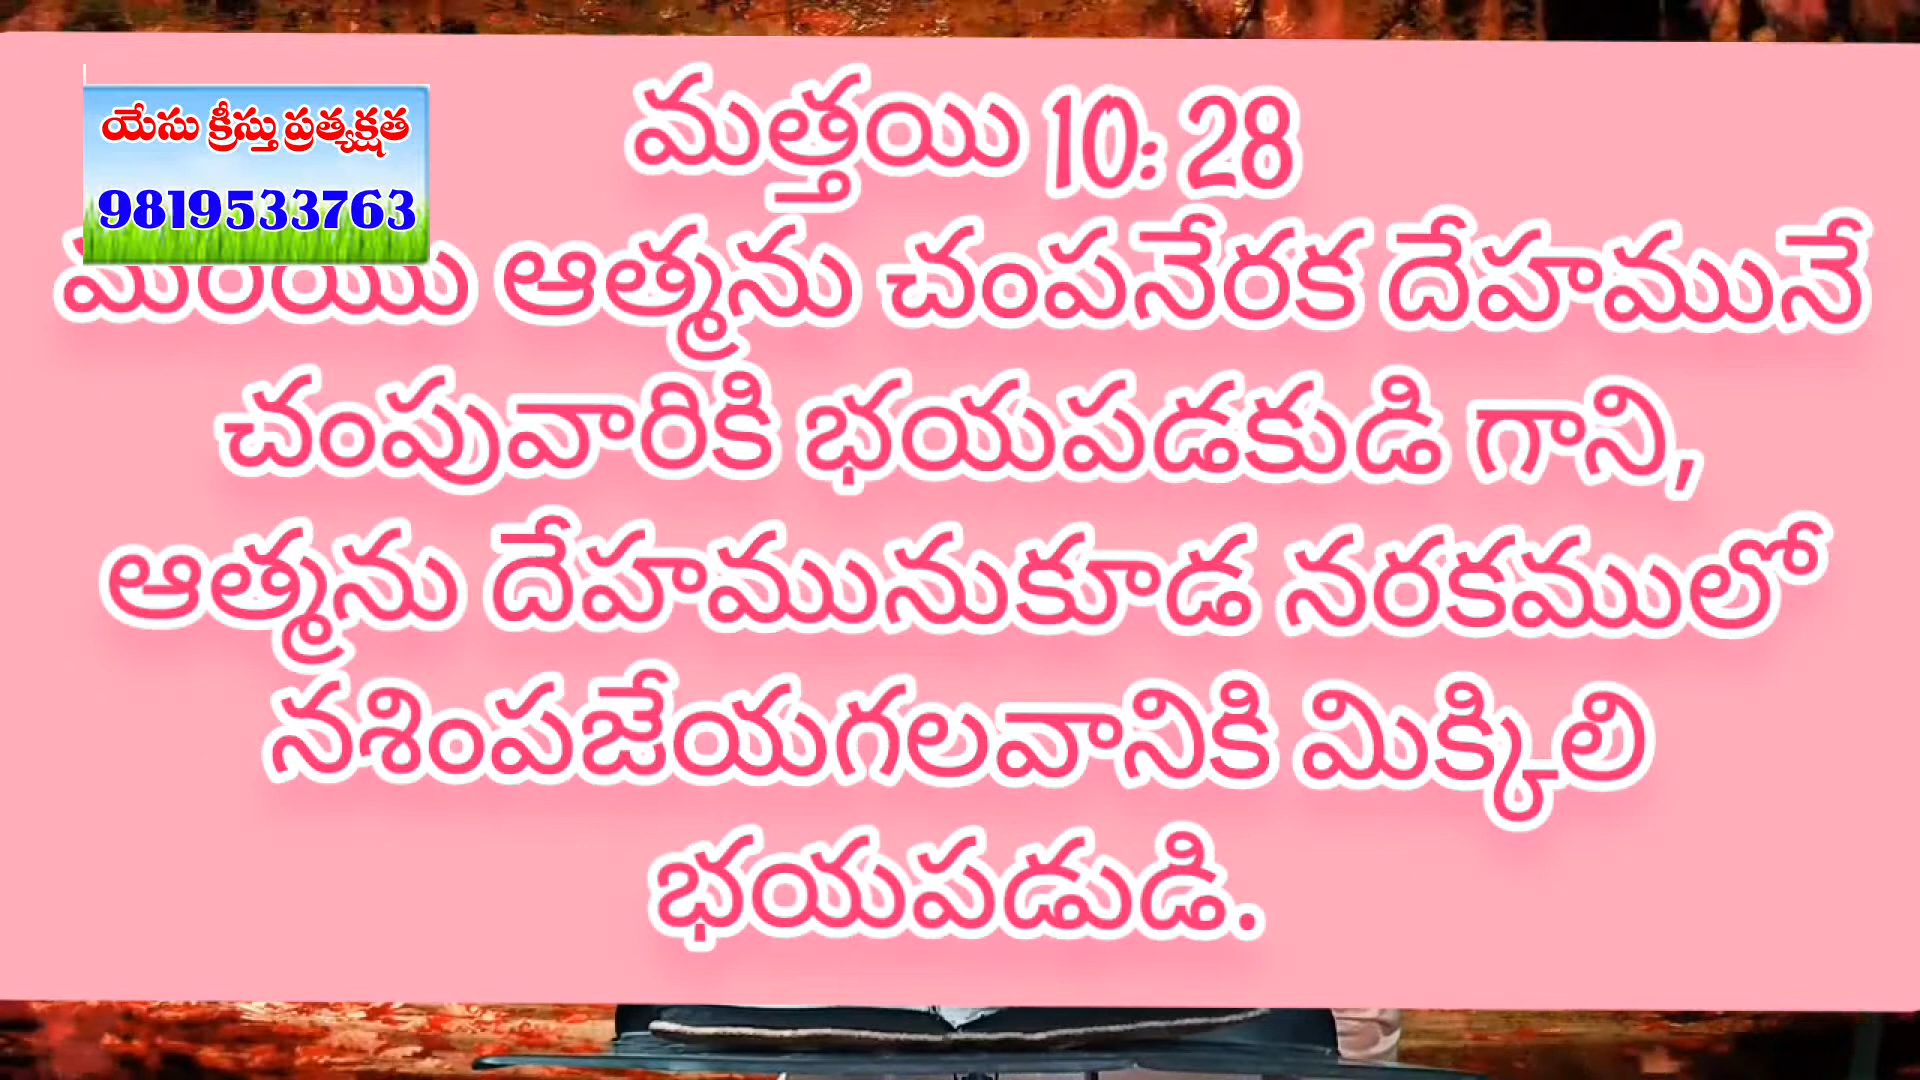 యేసు క్రీస్తు ప్రత్యక్షత
9819533763
మత్తయి 10: 28
మరియు ఆత్మను చంపనేరక దేహమునే
చంపువారికి భయపడకుడి గాని,
ఆత్మను దేహమునుకూడ నరకములో
నశింపజేయగలవానికి మిక్కిలి
భయపడుడి.